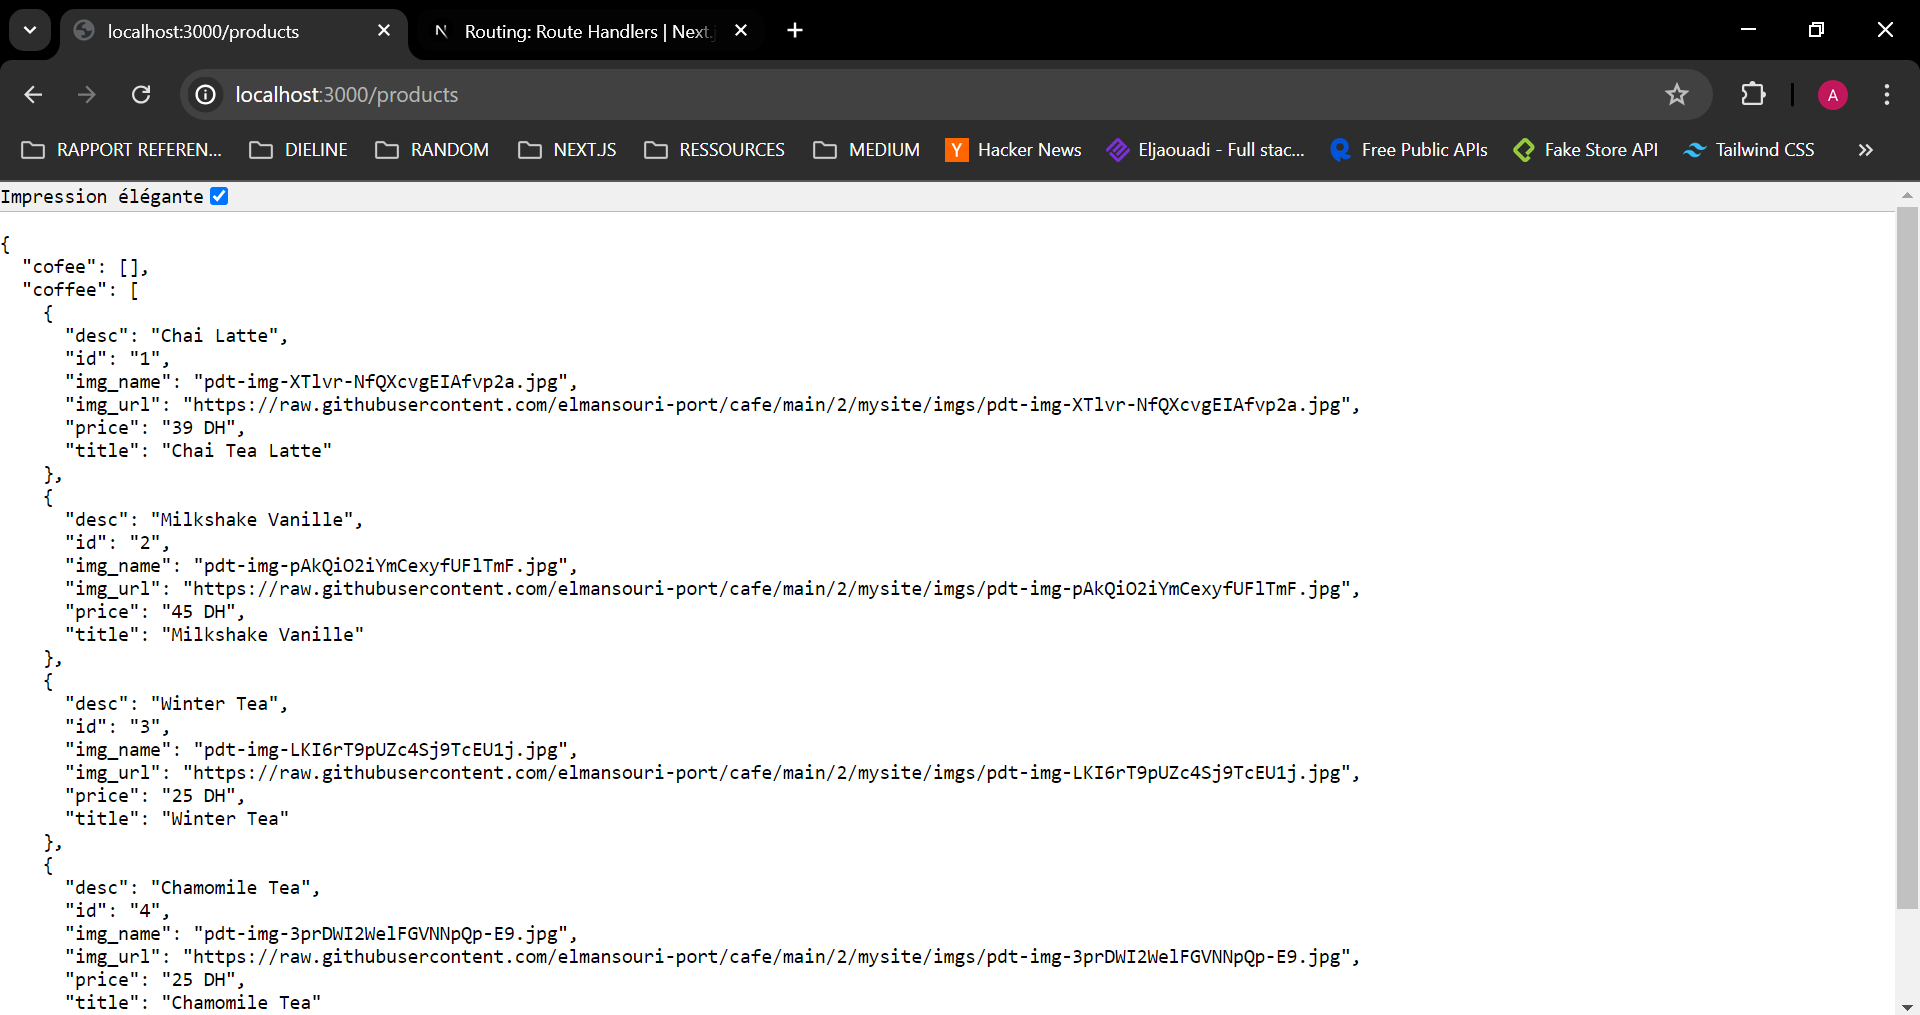 localhost:3000/products
Routing: Route Handlers | Next.j
localhost:3000/products
A
RAPPORT REFEREN...
DIELINE
RANDOM
NEXT.JS
RESSOURCES
MEDIUM
Hacker News
Eljaouadi - Full stac...
Free Public APIs
Fake Store API
Tailwind CSS
Impression élégante
{
"cofee": [],
"coffee": [
{
"desc": "Chai Latte",
"id": "1",
"img_name": "pdt-img-XTlvr-NfQXcvgEIAfvp2a.jpg",
"img_url": "https://raw.githubusercontent.com/elmansouri-port/cafe/main/2/mysite/imgs/pdt-img-XTlvr-NfQXcvgEIAfvp2a.jpg",
"price": "39 DH",
"title": "Chai Tea Latte"
},
{
"desc": "Milkshake Vanille",
"id": "2",
"img_name": "pdt-img-pAkQiO2iYmCexyfUFlTmF.jpg",
"img_url": "https://raw.githubusercontent.com/elmansouri-port/cafe/main/2/mysite/imgs/pdt-img-pAkQiO2iYmCexyfUFlTmF.jpg",
"price": "45 DH",
"title": "Milkshake Vanille"
},
{
"desc": "Winter Tea",
"id": "3",
"img_name": "pdt-img-LKI6rT9pUZc4Sj9TcEU1j.jpg",
"img_url": "https://raw.githubusercontent.com/elmansouri-port/cafe/main/2/mysite/imgs/pdt-img-LKI6rT9pUZc4Sj9TcEU1j.jpg",
"price": "25 DH",
"title": "Winter Tea"
},
{
"desc": "Chamomile Tea",
"id": "4",
"img_name": "pdt-img-3prDWI2WelFGVNNpQp-E9.jpg",
"img_url": "https://raw.githubusercontent.com/elmansouri-port/cafe/main/2/mysite/imgs/pdt-img-3prDWI2WelFGVNNpQp-E9.jpg",
"price": "25 DH",
"title": "Chamomile Tea"